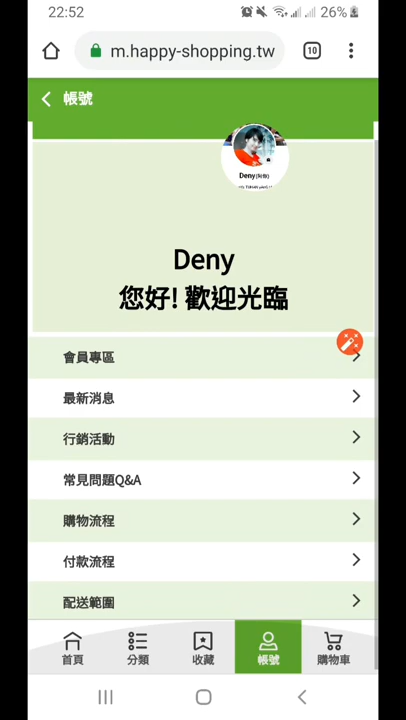 22:52
26%
m.happy-shopping.tw
10
帳號
Deny
Deny
您好! 歡迎光臨
會員專區
最新消息
行銷活動
常見問題Q&A
購物流程
付款流程
配送範圍
首頁
分類
收藏
帳號
購物車